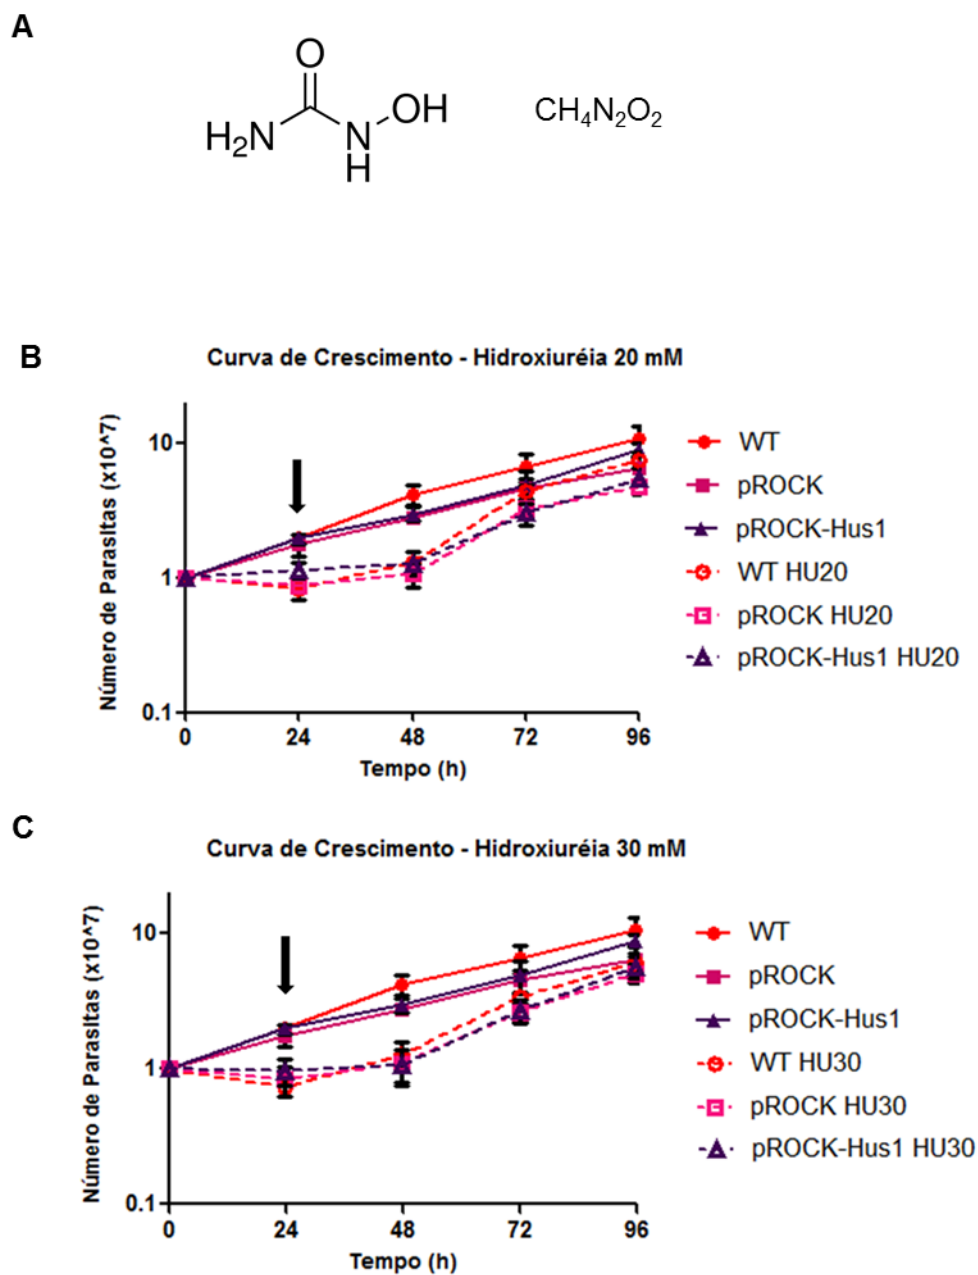 A
O
OH
H₂N
N
H
CH₄N₂O₂
B
Curva de Crescimento - Hidroxiuréia 20 mM
Número de Parasitas (x10^7)
10
1
0.1
0 24 48 72 96
Tempo (h)
WT
pROCK
pROCK-Hus1
WT HU20
pROCK HU20
pROCK-Hus1 HU20
C
Curva de Crescimento - Hidroxiuréia 30 mM
Número de Parasitas (x10^7)
10
1
0.1
0 24 48 72 96
Tempo (h)
WT
pROCK
pROCK-Hus1
WT HU30
pROCK HU30
pROCK-Hus1 HU30